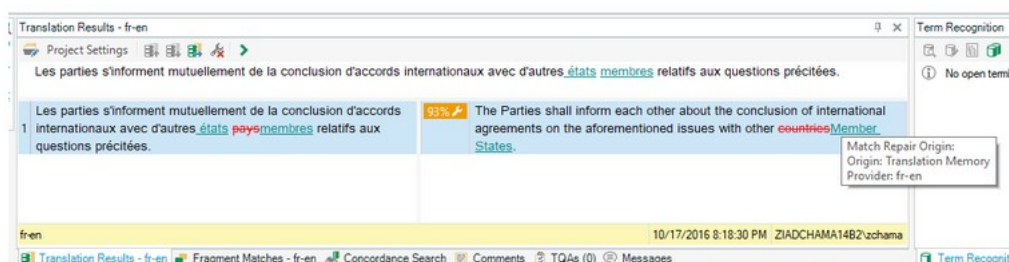 Translation Results - fr-en
Term Recognition
Project Settings
Les parties s'informent mutuellement de la conclusion d'accords internationaux avec d'autres états membres relatifs aux questions précitées.
No open termi
Les parties s'informent mutuellement de la conclusion d'accords
1 internationaux avec d'autres états paysmembres relatifs aux
questions précitées.
93%
The Parties shall inform each other about the conclusion of international
agreements on the aforementioned issues with other countriesMember
States.
Match Repair Origin:
Origin: Translation Memory
Provider: fr-en
fr-en
10/17/2016 8:18:30 PM ZIADCHAMA14B2\zchama
Translation Results - fr-en Fragment Matches - fr-en Concordance Search Comments TQAs (0) Messages
Term Recognit